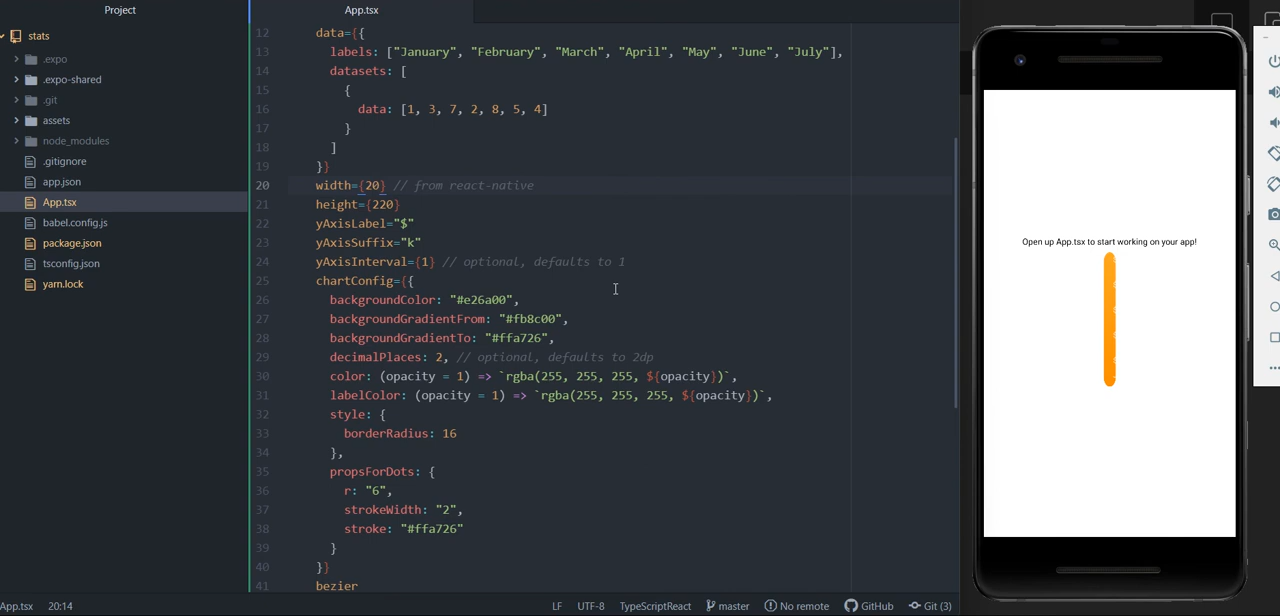 Project
stats
.expo
.expo-shared
.git
assets
node_modules
.gitignore
app.json
App.tsx
babel.config.js
package.json
tsconfig.json
yarn.lock
App.tsx
12 data={{
13 labels: ["January", "February", "March", "April", "May", "June", "July"],
14 datasets: [
15 {
16 data: [1, 3, 7, 2, 8, 5, 4]
17 }
18 ]
19 }}
20 width={20} // from react-native
21 height={220}
22 yAxisLabel="$"
23 yAxisSuffix="k"
24 yAxisInterval={1} // optional, defaults to 1
25 chartConfig={{
26 backgroundColor: "#e26a00",
27 backgroundGradientFrom: "#fb8c00",
28 backgroundGradientTo: "#ffa726",
29 decimalPlaces: 2, // optional, defaults to 2dp
30 color: (opacity = 1) => `rgba(255, 255, 255, ${opacity})`,
31 labelColor: (opacity = 1) => `rgba(255, 255, 255, ${opacity})`,
32 style: {
33 borderRadius: 16
34 },
35 propsForDots: {
36 r: "6",
37 strokeWidth: "2",
38 stroke: "#ffa726"
39 }
40 }}
41 bezier
Open up App.tsx to start working on your app!
App.tsx 20:14 LF UTF-8 TypeScriptReact master No remote GitHub Git (3)